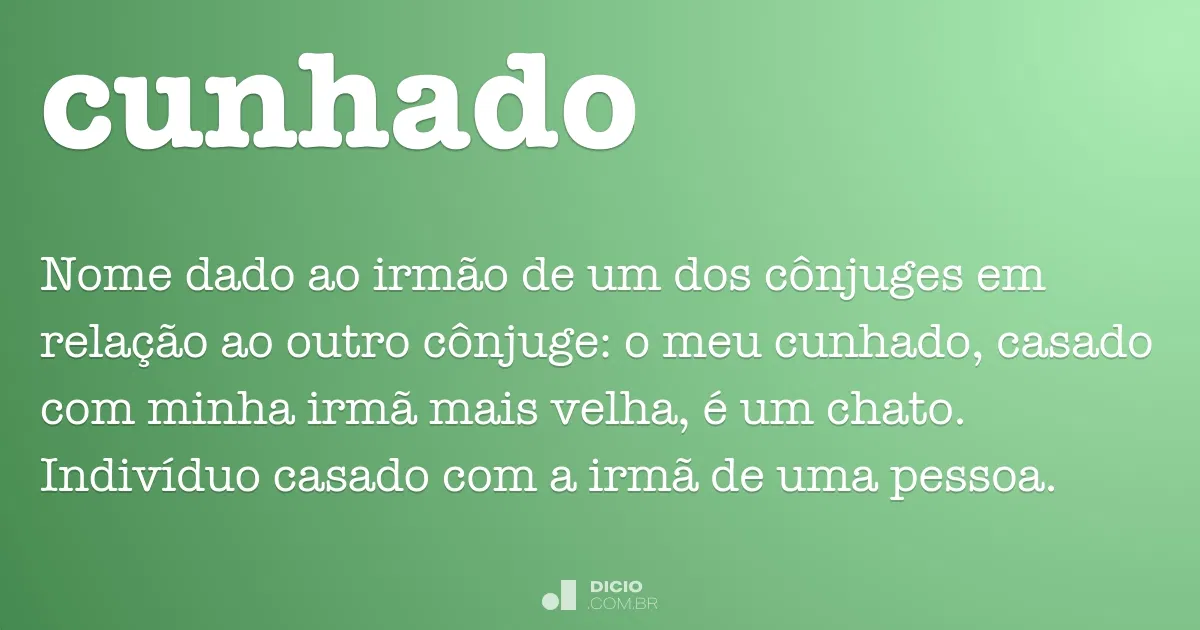 cunhado
Nome dado ao irmão de um dos cônjuges em
relação ao outro cônjuge: o meu cunhado, casado
com minha irmã mais velha, é um chato.
Indivíduo casado com a irmã de uma pessoa.
DICIO
.COM.BR